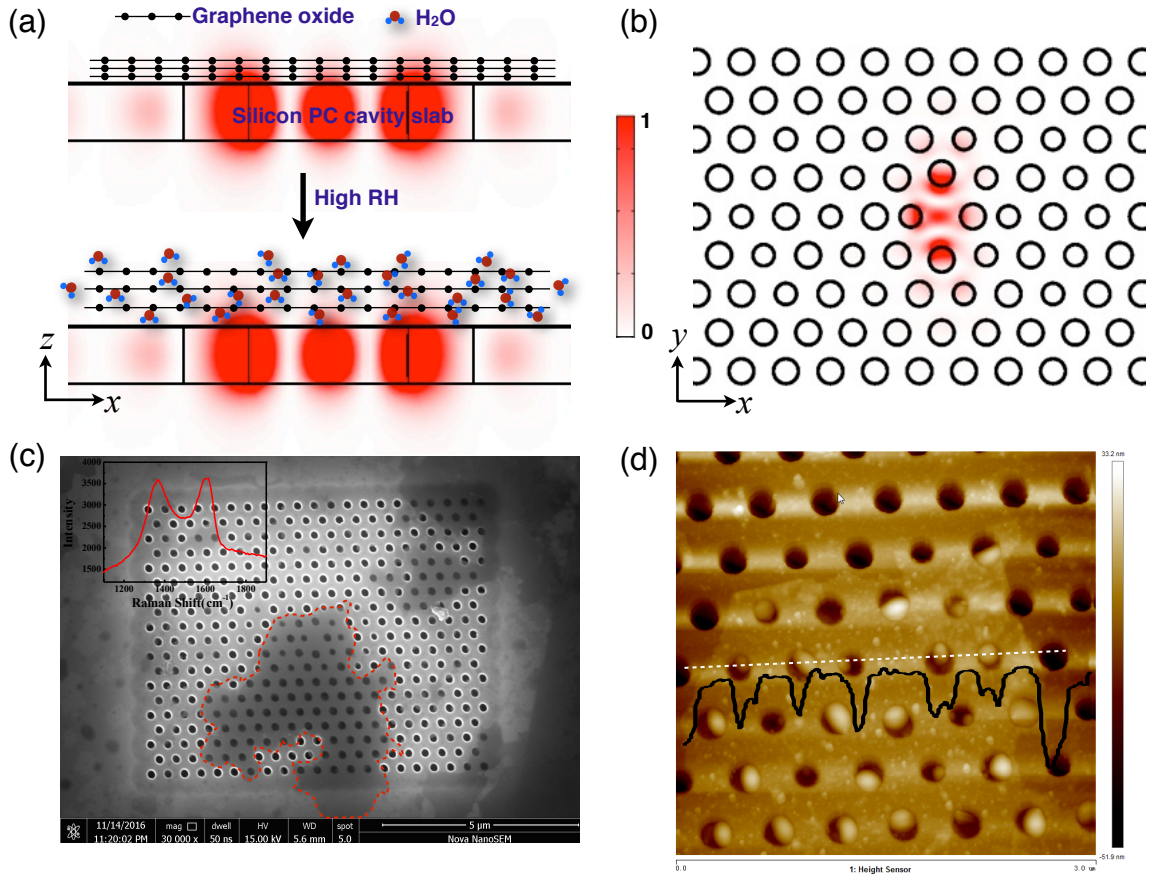 (a)
Graphene oxide
H₂O
Silicon PC cavity slab
High RH
z
x
(b)
1
0
y
x
(c)
4000
3500
3000
2500
2000
1500
Intensity
1200 1400 1600 1800
Raman Shift(cm⁻¹)
11/14/2016 mag dwell HV WD spot 5 µm
11:20:02 PM 30 000 x 50 ns 15.00 kV 5.6 mm 5.0 Nova NanoSEM
(d)
33.2 nm
-51.9 nm
0.0 1: Height Sensor 3.0 um